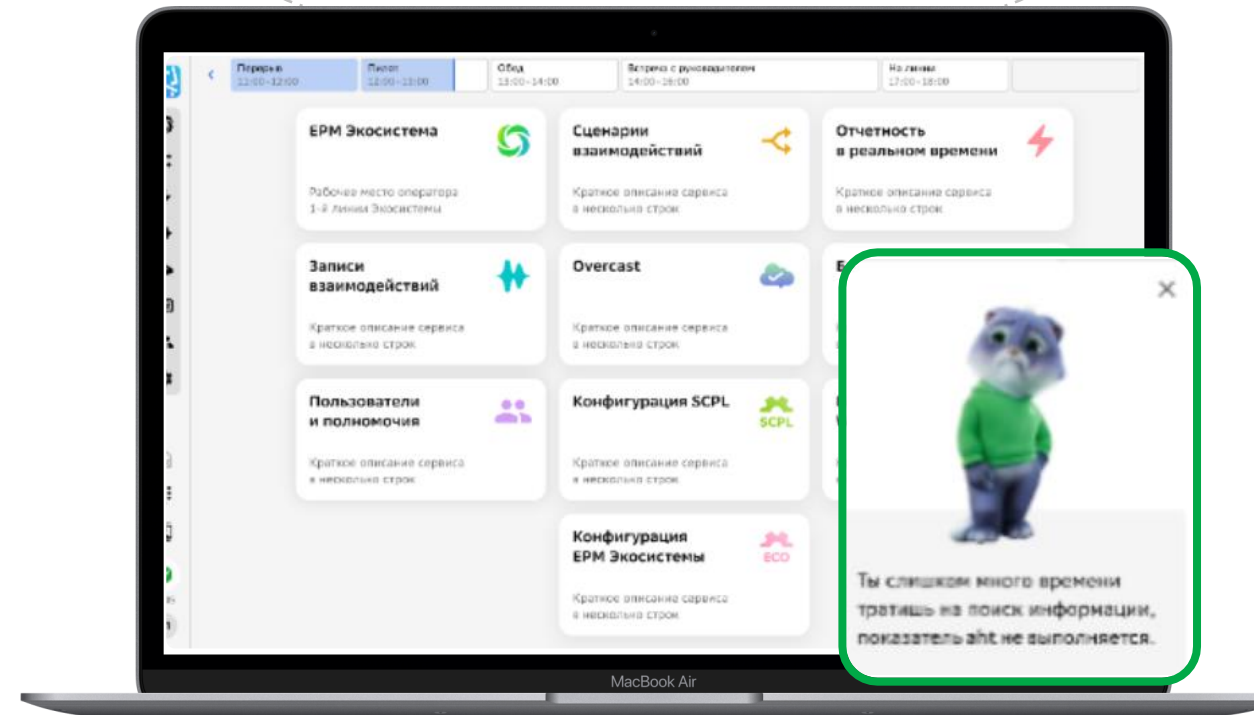 Перерыв
11:00–12:00
Пилот
12:00–13:00
Обед
13:00–14:00
Встреча с руководителем
14:00–16:00
На линии
17:00–18:00
ЕРМ Экосистема
Рабочее место оператора
1-й линии Экосистемы
Сценарии
взаимодействий
Краткое описание сервиса
в несколько строк
Отчетность
в реальном времени
Краткое описание сервиса
в несколько строк
Записи
взаимодействий
Краткое описание сервиса
в несколько строк
Overcast
Краткое описание сервиса
в несколько строк
Пользователи
и полномочия
Краткое описание сервиса
в несколько строк
Конфигурация SCPL
SCPL
Краткое описание сервиса
в несколько строк
Конфигурация
ЕРМ Экосистемы
ECO
Краткое описание сервиса
в несколько строк
Ты слишком много времени
тратишь на поиск информации,
показатель aht не выполняется.
MacBook Air